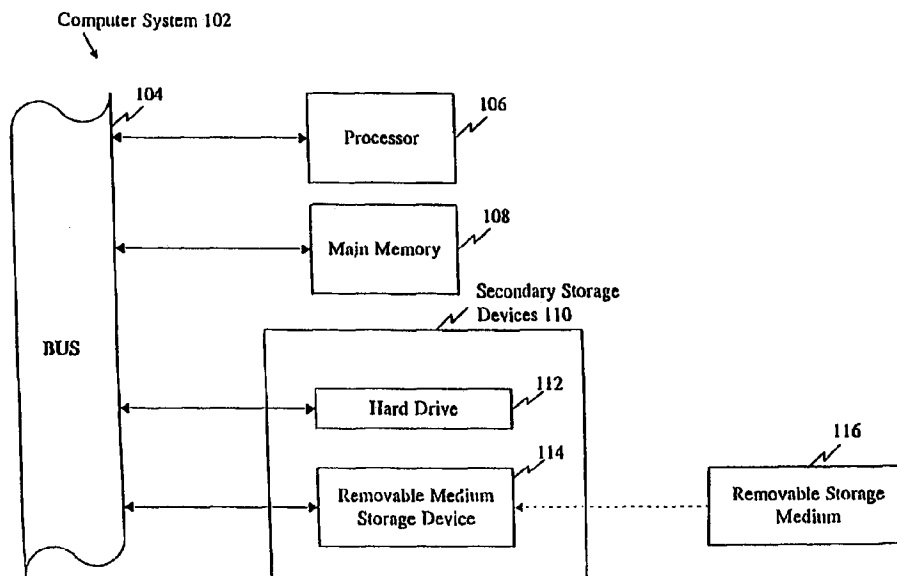 Computer System 102
104
106
Processor
108
Main Memory
Secondary Storage
Devices 110
BUS
112
Hard Drive
114
116
Removable Medium
Storage Device
Removable Storage
Medium